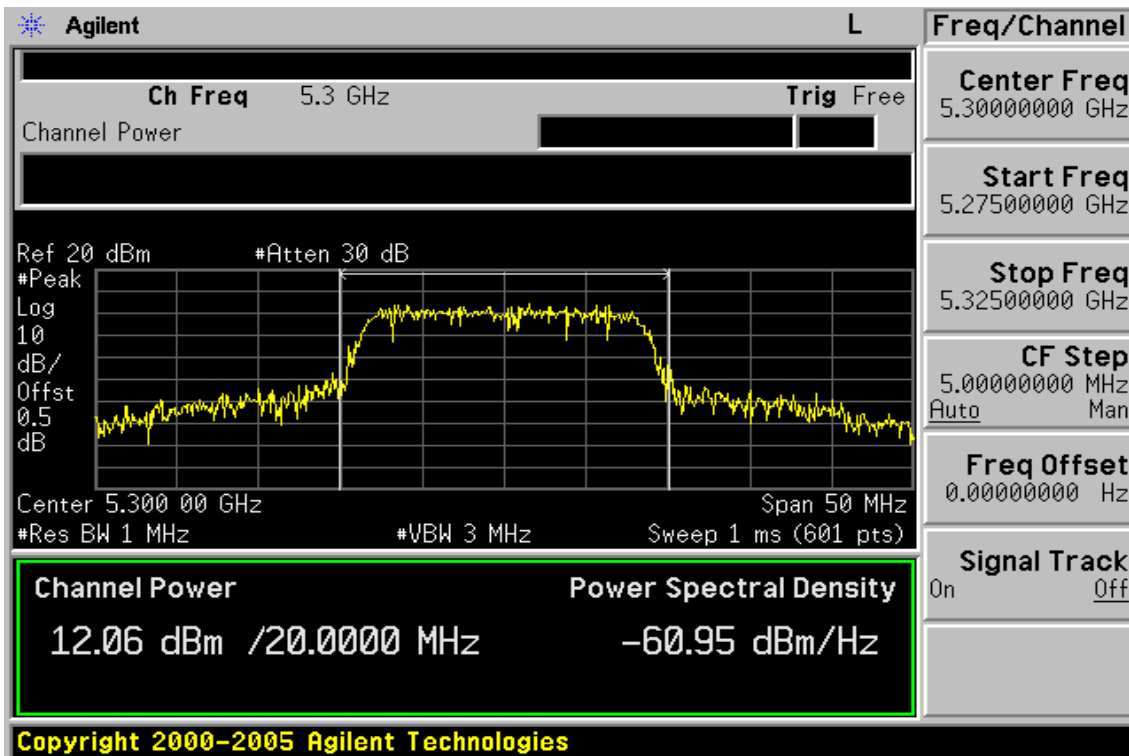 Agilent L Freq/Channel
Ch Freq 5.3 GHz Trig Free
Channel Power
Ref 20 dBm #Atten 30 dB
#Peak
Log
10
dB/
Offst
0.5
dB
Center 5.300 00 GHz Span 50 MHz
#Res BW 1 MHz #VBW 3 MHz Sweep 1 ms (601 pts)
Channel Power Power Spectral Density
12.06 dBm /20.0000 MHz -60.95 dBm/Hz
Center Freq
5.30000000 GHz
Start Freq
5.27500000 GHz
Stop Freq
5.32500000 GHz
CF Step
5.00000000 MHz
Auto Man
Freq Offset
0.00000000 Hz
Signal Track
On Off
Copyright 2000-2005 Agilent Technologies